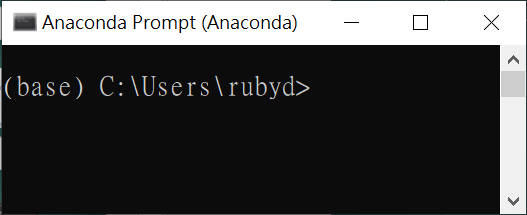 Anaconda Prompt (Anaconda)
(base) C:\Users\rubyd>